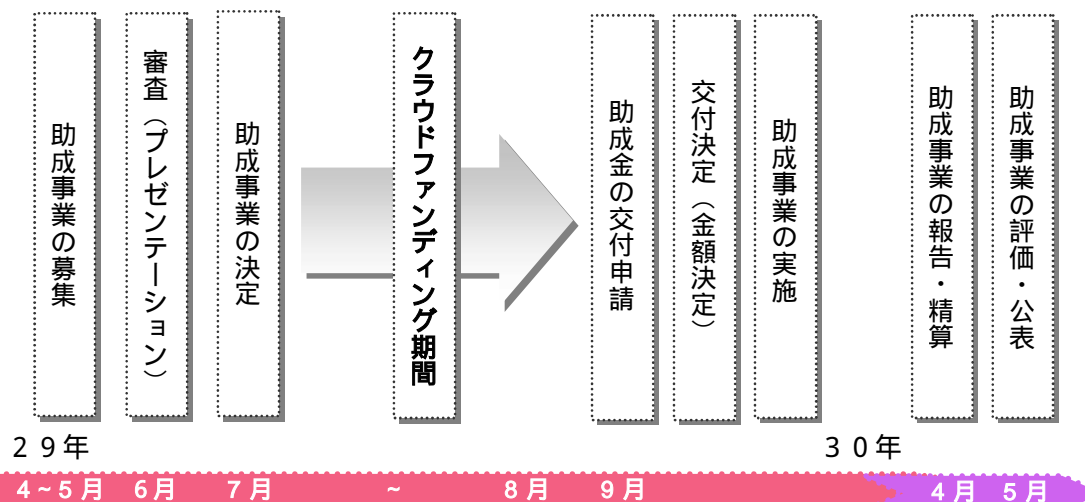 助成事業の募集
審査（プレゼンテーション）
助成事業の決定
クラウドファンディング期間
助成金の交付申請
交付決定（金額決定）
助成事業の実施
助成事業の報告・精算
助成事業の評価・公表
２９年
３０年
4~5月 6月 7月 ~ 8月 9月 4月 5月